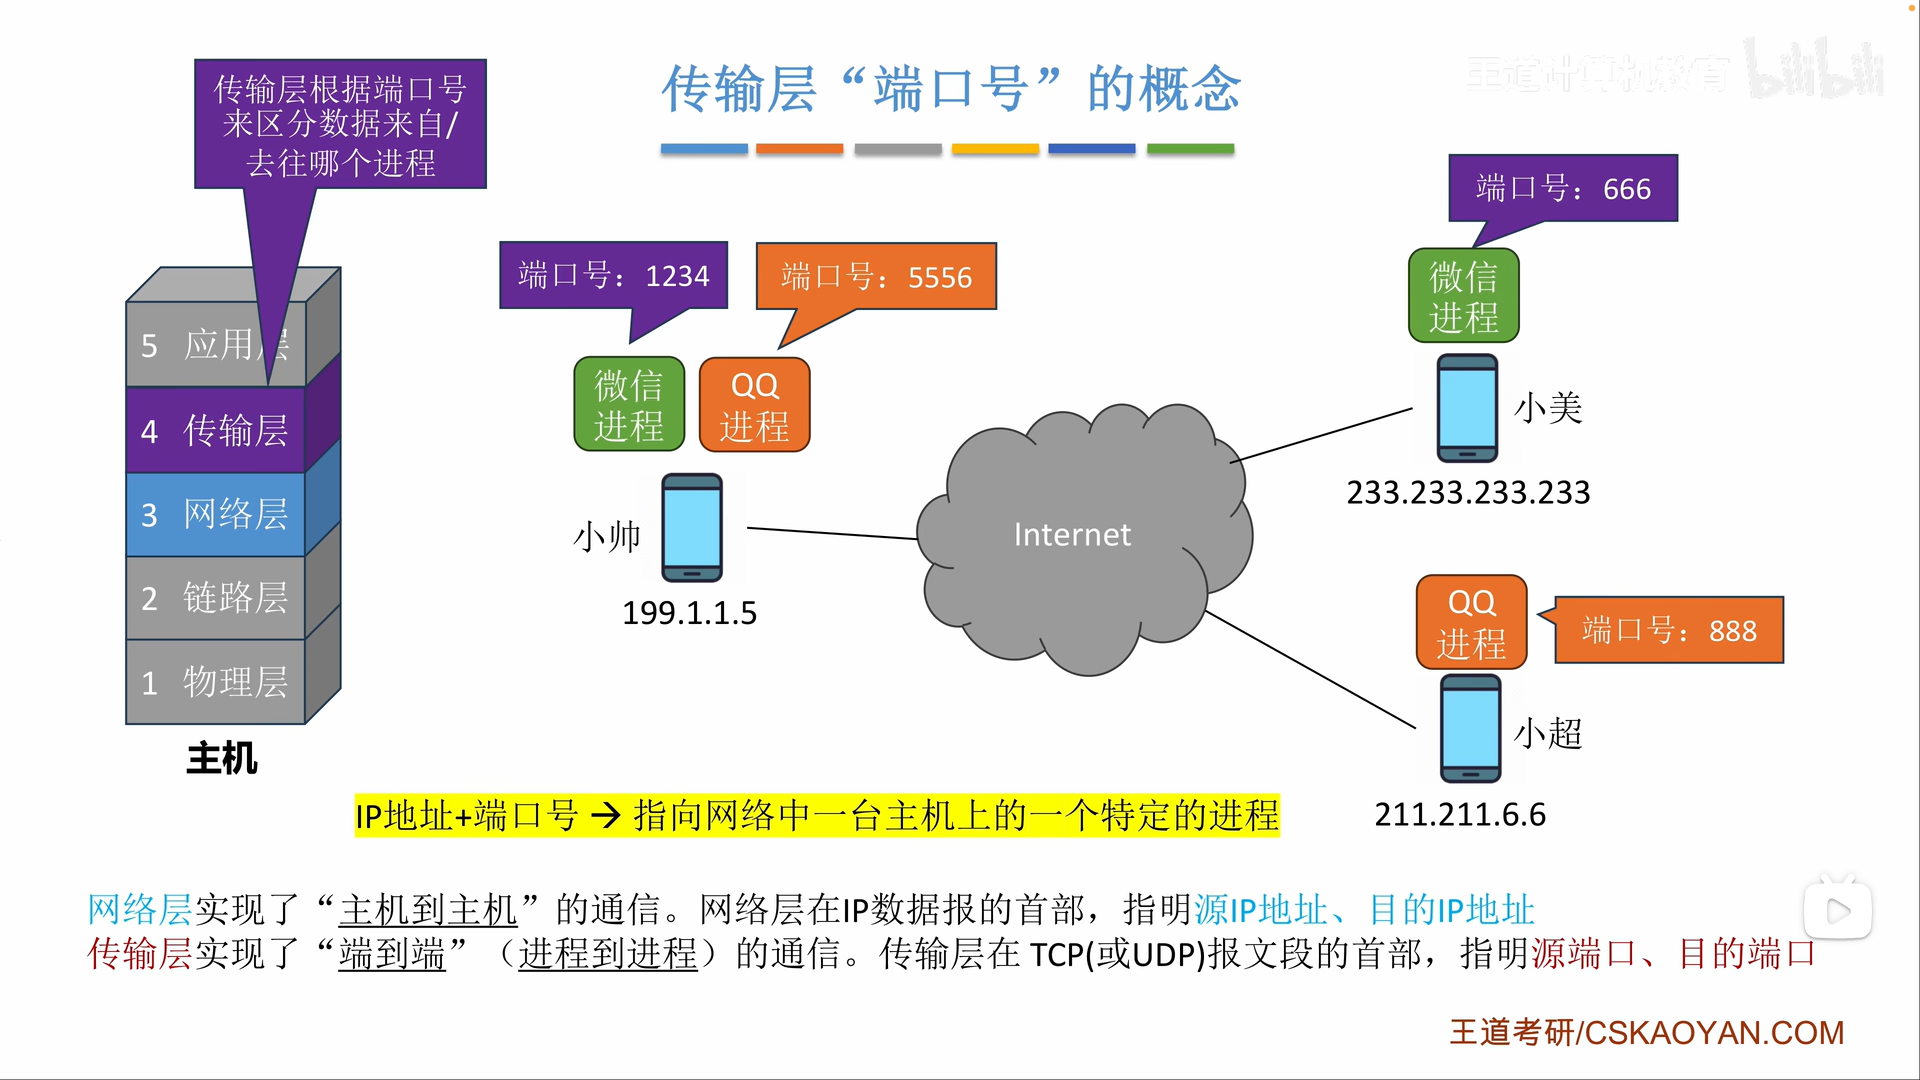 传输层“端口号”的概念
王道计算机教育 bilibili
传输层根据端口号
来区分数据来自/
去往哪个进程
5 应用层
4 传输层
3 网络层
2 链路层
1 物理层
主机
端口号：1234
端口号：5556
微信
进程
QQ
进程
小帅
199.1.1.5
Internet
端口号：666
微信
进程
小美
233.233.233.233
QQ
进程
端口号：888
小超
211.211.6.6
IP地址+端口号 → 指向网络中一台主机上的一个特定的进程
网络层实现了“主机到主机”的通信。网络层在IP数据报的首部，指明源IP地址、目的IP地址
传输层实现了“端到端”（进程到进程）的通信。传输层在 TCP(或UDP)报文段的首部，指明源端口、目的端口
王道考研/CSKAOYAN.COM